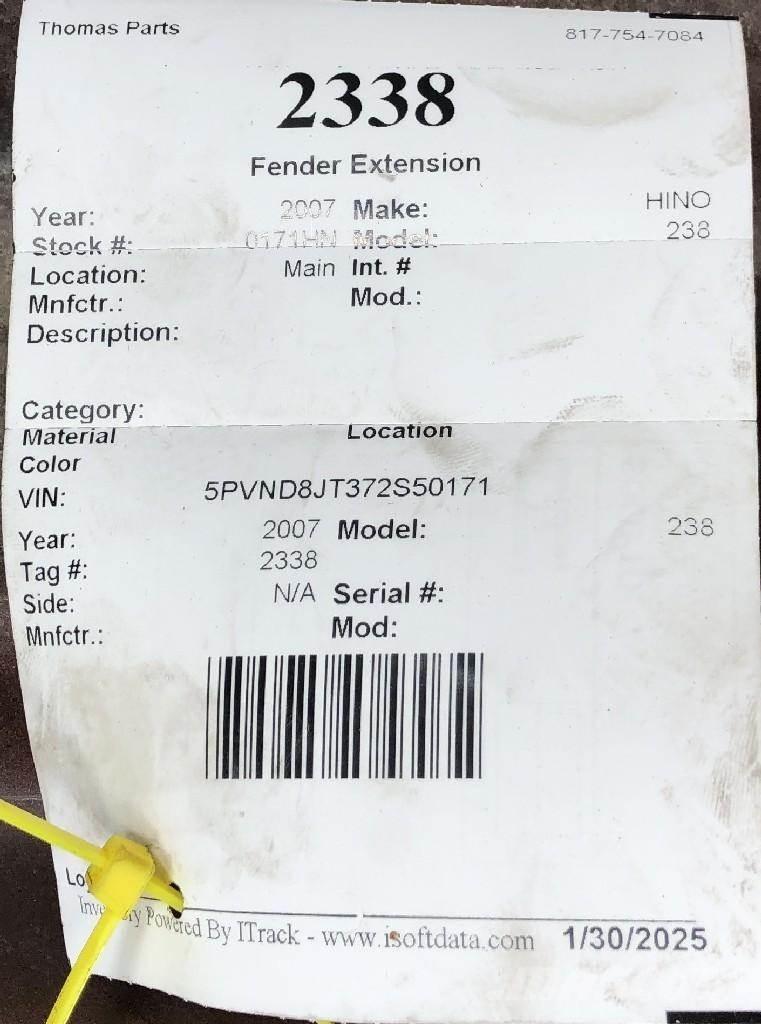 Thomas Parts 817-754-7084
2338
Fender Extension
Year: 2007 Make: HINO
Stock #: 0171HN Model: 238
Location: Main Int. #
Mnfctr.: Mod.:
Description:
Category:
Material Location
Color
VIN: 5PVND8JT372S50171
Year: 2007 Model: 238
Tag #: 2338
Side: N/A Serial #:
Mnfctr.: Mod:
Powered By ITrack - www.isoftdata.com 1/30/2025